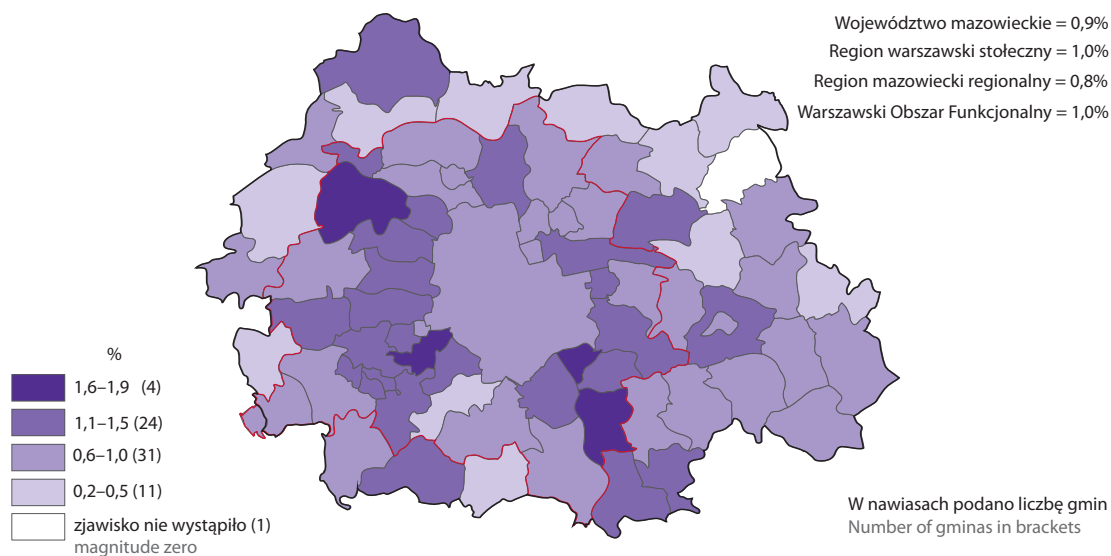 Województwo mazowieckie = 0,9%
Region warszawski stołeczny = 1,0%
Region mazowiecki regionalny = 0,8%
Warszawski Obszar Funkcjonalny = 1,0%
%
1,6–1,9 (4)
1,1–1,5 (24)
0,6–1,0 (31)
0,2–0,5 (11)
zjawisko nie wystąpiło (1)
magnitude zero
W nawiasach podano liczbę gmin
Number of gminas in brackets